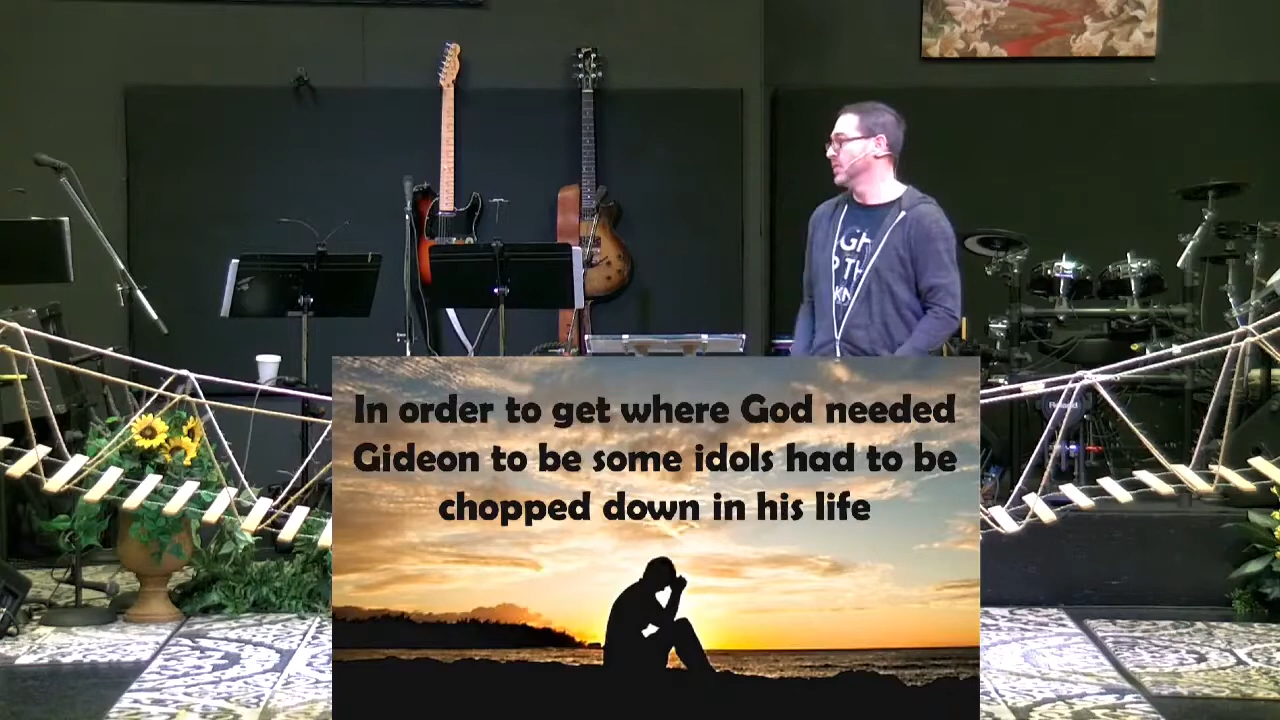 In order to get where God needed
Gideon to be some idols had to be
chopped down in his life
Roland